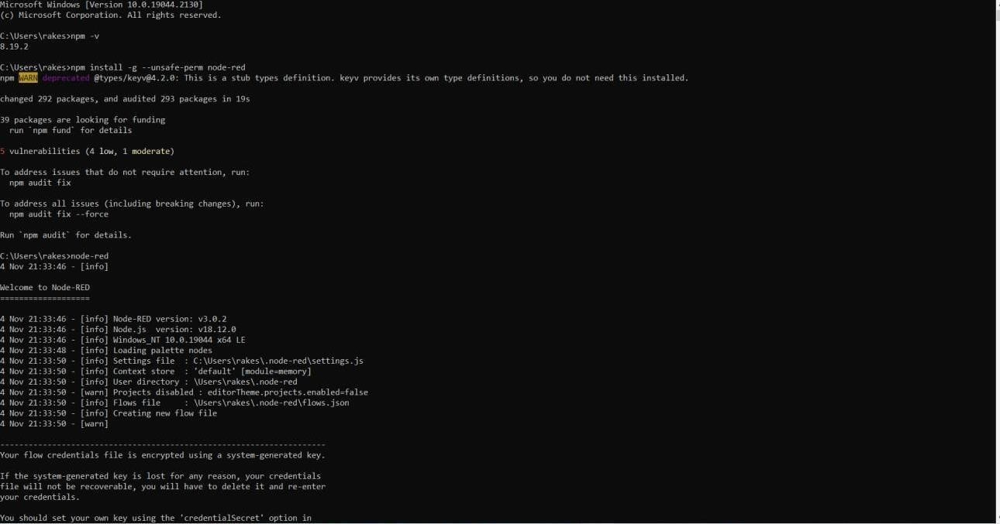 Microsoft Windows [Version 10.0.19044.2130]
(c) Microsoft Corporation. All rights reserved.
C:\Users\rakes>npm -v
8.19.2
C:\Users\rakes>npm install -g --unsafe-perm node-red
npm WARN deprecated @types/keyv@4.2.0: This is a stub types definition. keyv provides its own type definitions, so you do not need this installed.
changed 292 packages, and audited 293 packages in 19s
39 packages are looking for funding
  run `npm fund` for details
5 vulnerabilities (4 low, 1 moderate)
To address issues that do not require attention, run:
  npm audit fix
To address all issues (including breaking changes), run:
  npm audit fix --force
Run `npm audit` for details.
C:\Users\rakes>node-red
4 Nov 21:33:46 - [info]
Welcome to Node-RED
===================
4 Nov 21:33:46 - [info] Node-RED version: v3.0.2
4 Nov 21:33:46 - [info] Node.js  version: v18.12.0
4 Nov 21:33:46 - [info] Windows_NT 10.0.19044 x64 LE
4 Nov 21:33:48 - [info] Loading palette nodes
4 Nov 21:33:50 - [info] Settings file  : C:\Users\rakes\.node-red\settings.js
4 Nov 21:33:50 - [info] Context store  : 'default' [module=memory]
4 Nov 21:33:50 - [info] User directory : \Users\rakes\.node-red
4 Nov 21:33:50 - [warn] Projects disabled : editorTheme.projects.enabled=false
4 Nov 21:33:50 - [info] Flows file     : \Users\rakes\.node-red\flows.json
4 Nov 21:33:50 - [info] Creating new flow file
4 Nov 21:33:50 - [warn]
---------------------------------------------------------------------
Your flow credentials file is encrypted using a system-generated key.
If the system-generated key is lost for any reason, your credentials
file will not be recoverable, you will have to delete it and re-enter
your credentials.
You should set your own key using the 'credentialSecret' option in